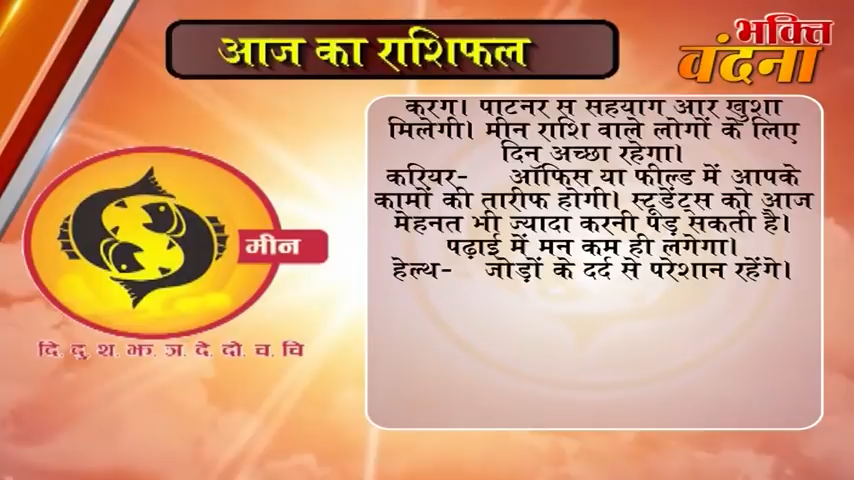 आज का राशिफल
भक्ति
वंदना
करेंगे। पार्टनर से सहयोग और खुशी
मिलेगी। मीन राशि वाले लोगों के लिए
दिन अच्छा रहेगा।
करियर- ऑफिस या फील्ड में आपके
कामों की तारीफ होगी। स्टूडेंट्स को आज
मेहनत भी ज्यादा करनी पड़ सकती है।
पढ़ाई में मन कम ही लगेगा।
हेल्थ- जोड़ों के दर्द से परेशान रहेंगे।
मीन
दि. दु. श. झ. ञ. दे. दो. च. चि